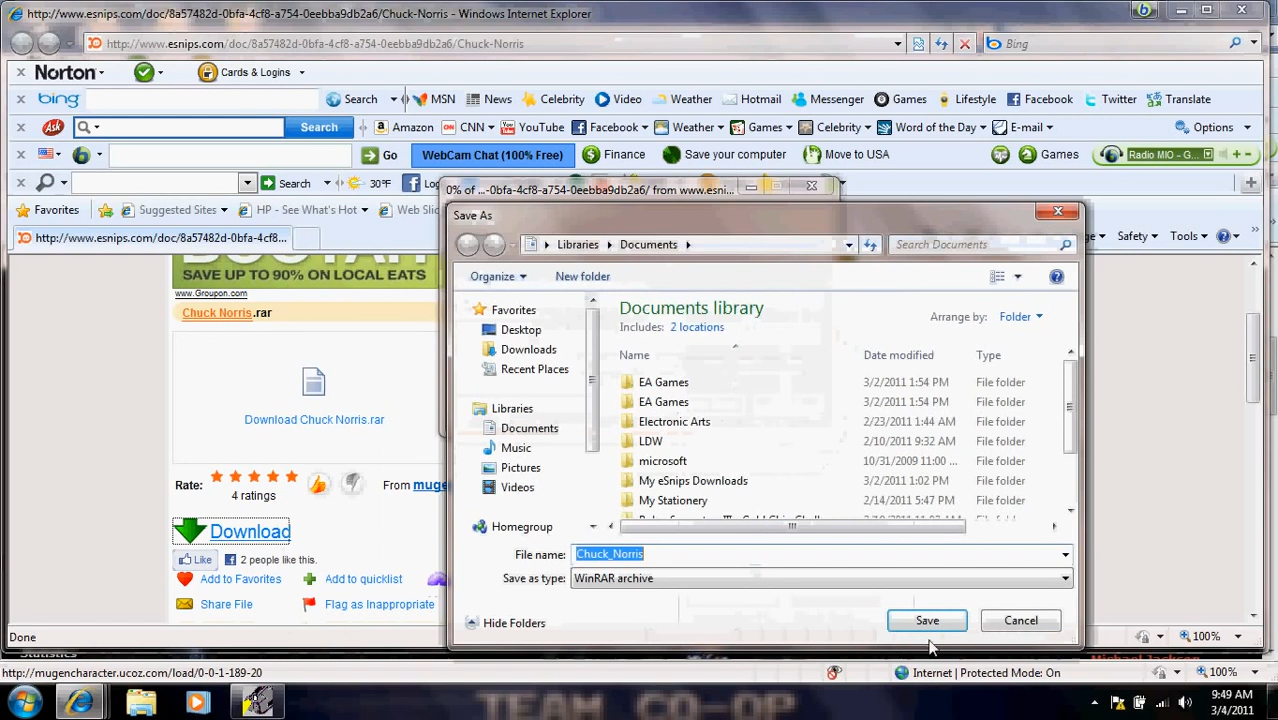 http://www.esnips.com/doc/8a57482d-0bfa-4cf8-a754-0eebba9db2a6/Chuck-Norris - Windows Internet Explorer
http://www.esnips.com/doc/8a57482d-0bfa-4cf8-a754-0eebba9db2a6/Chuck-Norris
Bing
Norton
Cards & Logins
bing
Search
MSN
News
Celebrity
Video
Weather
Hotmail
Messenger
Games
Lifestyle
Facebook
Twitter
Translate
Ask
Search
Amazon
CNN
YouTube
Facebook
Weather
Games
Celebrity
Word of the Day
E-mail
Options
Go
WebCam Chat (100% Free)
Finance
Save your computer
Move to USA
Games
Radio MIO - G...
Search
30°F
0% of ...-0bfa-4cf8-a754-0eebba9db2a6/ from www.esni...
Favorites
Suggested Sites
HP - See What's Hot
Web Slic
Save As
http://www.esnips.com/doc/8a57482d-0bfa-4cf8...
Safety
Tools
Libraries
Documents
Search Documents
SAVE UP TO 90% ON LOCAL EATS
www.Groupon.com
Chuck Norris.rar
Organize
New folder
Favorites
Desktop
Downloads
Recent Places
Libraries
Documents
Music
Pictures
Videos
Homegroup
Documents library
Includes: 2 locations
Arrange by: Folder
Name Date modified Type
EA Games 3/2/2011 1:54 PM File folder
EA Games 3/2/2011 1:54 PM File folder
Electronic Arts 2/23/2011 1:44 AM File folder
LDW 2/10/2011 9:32 AM File folder
microsoft 10/31/2009 11:00 ... File folder
My eSnips Downloads 3/2/2011 1:02 PM File folder
My Stationery 2/14/2011 5:47 PM File folder
File name: Chuck_Norris
Save as type: WinRAR archive
Hide Folders
Save
Cancel
Download Chuck Norris.rar
Rate:
4 ratings
From muge
Download
Like
2 people like this.
Add to Favorites
Add to quicklist
Share File
Flag as Inappropriate
Done
100%
http://mugencharacter.ucoz.com/load/0-0-1-189-20
Internet | Protected Mode: On
100%
TEAM CO-OP
9:49 AM
3/4/2011